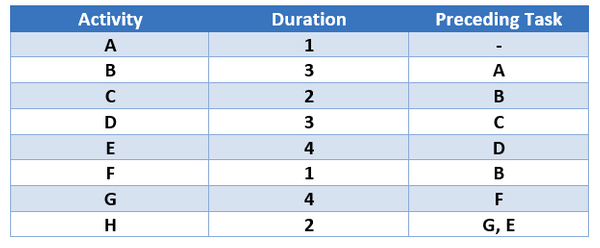 Activity Duration Preceding Task
A 1 -
B 3 A
C 2 B
D 3 C
E 4 D
F 1 B
G 4 F
H 2 G, E